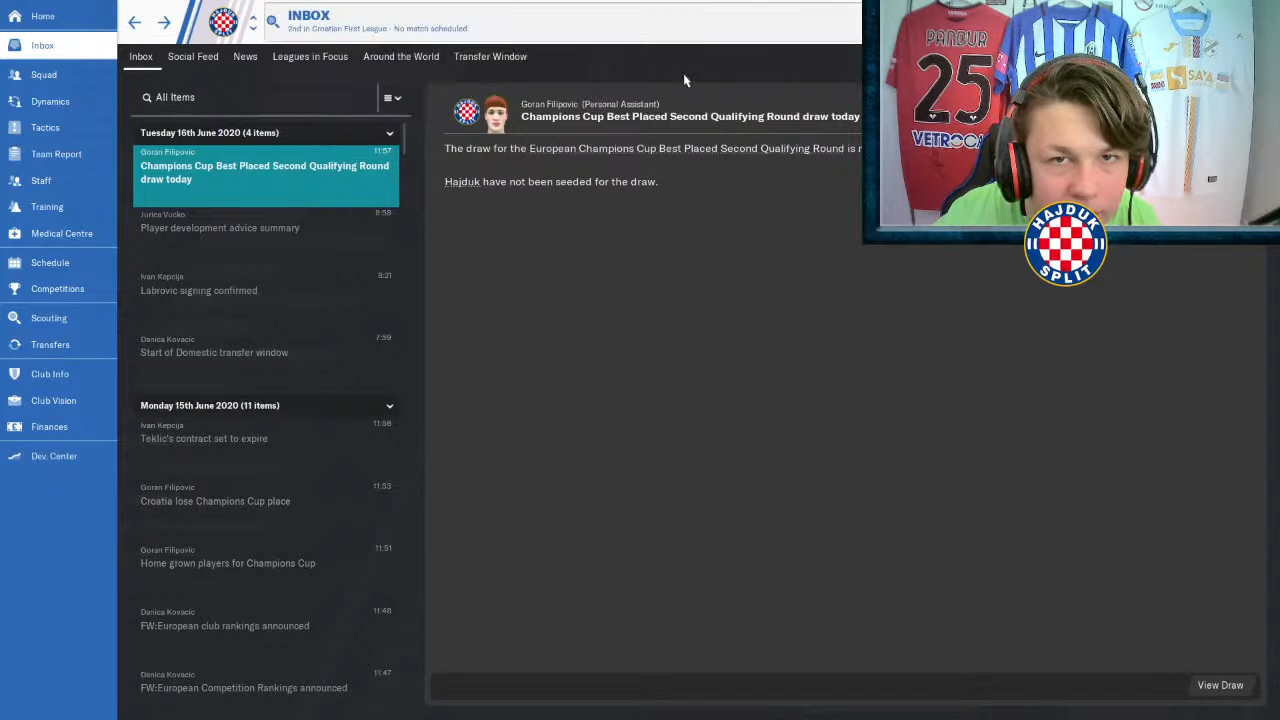 Home
Inbox
Squad
Dynamics
Tactics
Team Report
Staff
Training
Medical Centre
Schedule
Competitions
Scouting
Transfers
Club Info
Club Vision
Finances
Dev. Center
INBOX
2nd in Croatian First League - No match scheduled
Inbox
Social Feed
News
Leagues in Focus
Around the World
Transfer Window
All Items
Tuesday 16th June 2020 (4 items)
Goran Filipovic 11:57
Champions Cup Best Placed Second Qualifying Round
draw today
Jurica Vucko 8:58
Player development advice summary
Ivan Kepcija 8:21
Labrovic signing confirmed
Danica Kovacic 7:59
Start of Domestic transfer window
Monday 15th June 2020 (11 items)
Ivan Kepcija 11:58
Teklic's contract set to expire
Goran Filipovic 11:53
Croatia lose Champions Cup place
Goran Filipovic 11:51
Home grown players for Champions Cup
Danica Kovacic 11:48
FW:European club rankings announced
Danica Kovacic 11:47
FW:European Competition Rankings announced
Goran Filipovic (Personal Assistant)
Champions Cup Best Placed Second Qualifying Round draw today
The draw for the European Champions Cup Best Placed Second Qualifying Round is
Hajduk have not been seeded for the draw.
View Draw
PANDUR
25
VETROC
SAVA
HAJDUK
SPLIT